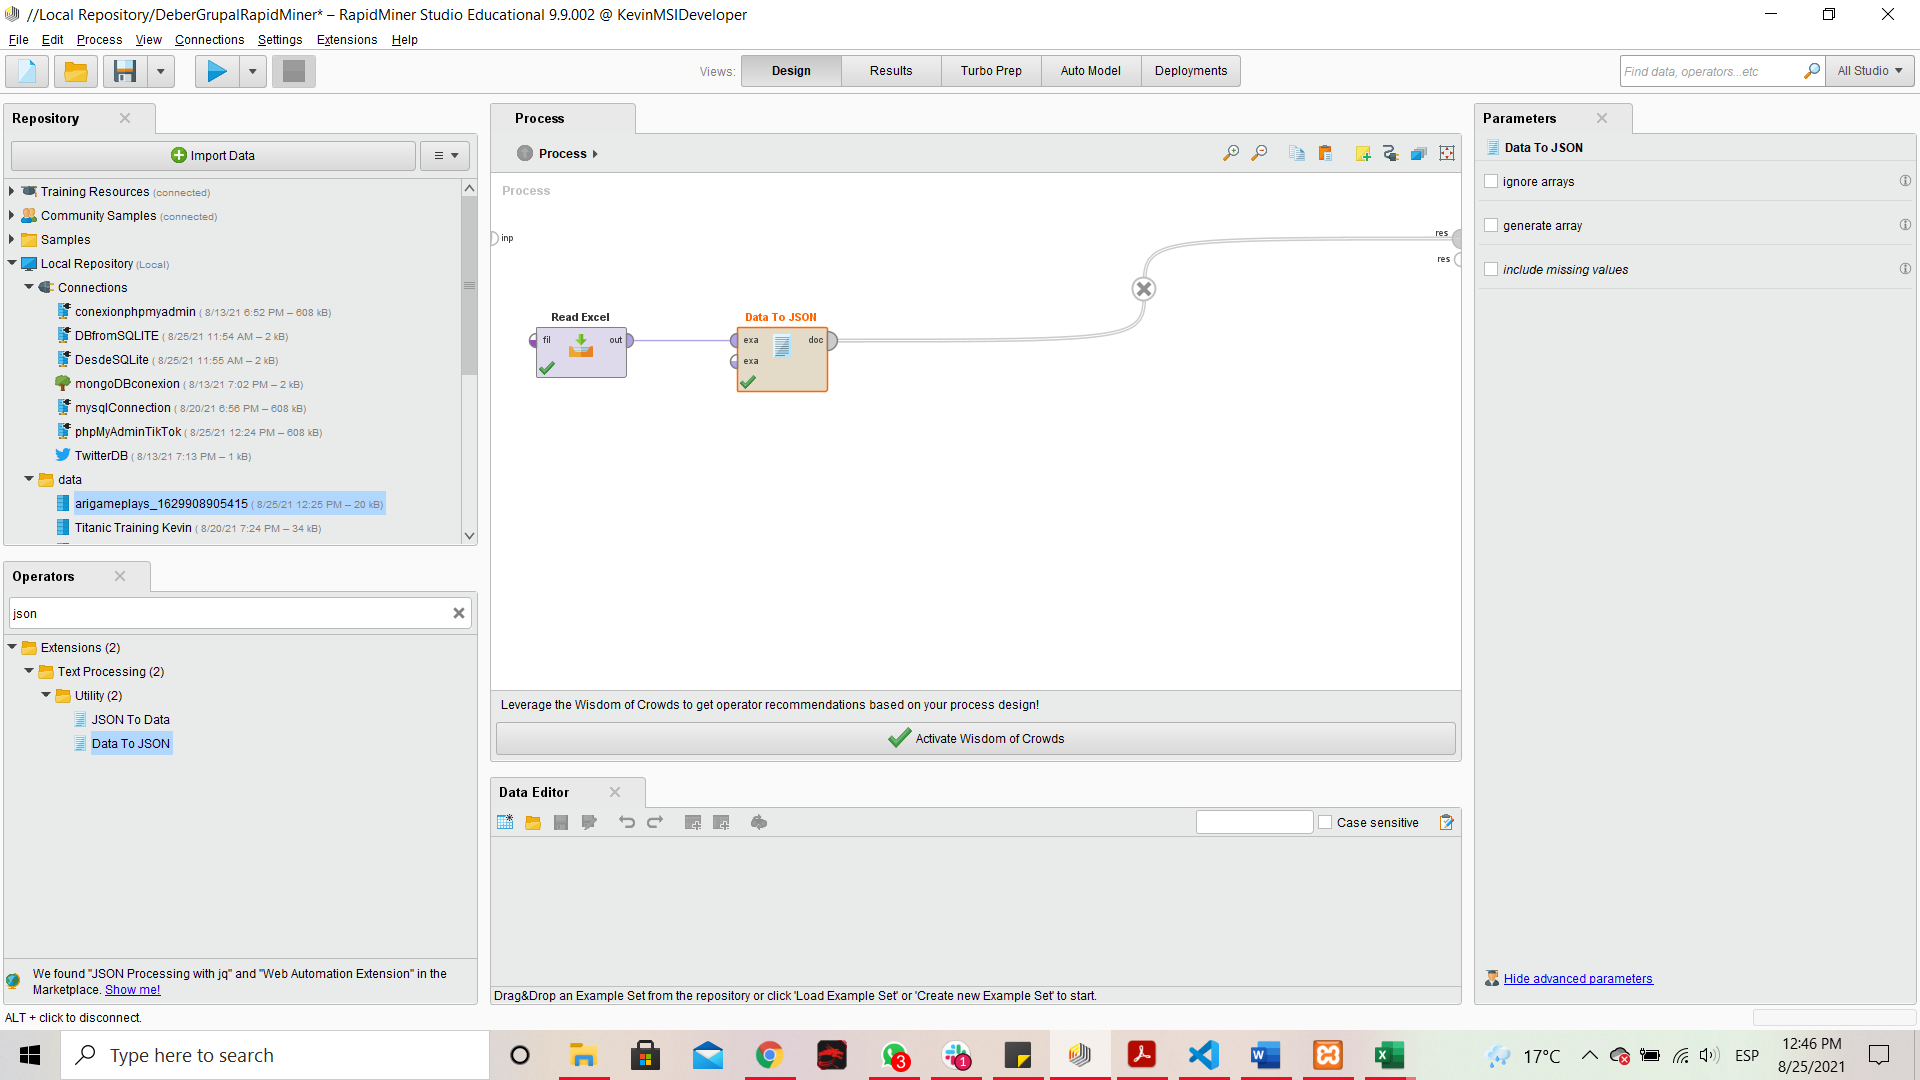 //Local Repository/DeberGrupalRapidMiner* – RapidMiner Studio Educational 9.9.002 @ KevinMSIDeveloper
File Edit Process View Connections Settings Extensions Help
Views: Design Results Turbo Prep Auto Model Deployments
Find data, operators...etc All Studio
Repository
Import Data
Training Resources (connected)
Community Samples (connected)
Samples
Local Repository (Local)
Connections
conexionphpmyadmin ( 8/13/21 6:52 PM – 608 kB)
DBfromSQLITE ( 8/25/21 11:54 AM – 2 kB)
DesdeSQLite ( 8/25/21 11:55 AM – 2 kB)
mongoDBconexion ( 8/13/21 7:02 PM – 2 kB)
mysqlConnection ( 8/20/21 6:56 PM – 608 kB)
phpMyAdminTikTok ( 8/25/21 12:24 PM – 608 kB)
TwitterDB ( 8/13/21 7:13 PM – 1 kB)
data
arigameplays_1629908905415 ( 8/25/21 12:25 PM – 20 kB)
Titanic Training Kevin ( 8/20/21 7:24 PM – 34 kB)
Operators
json
Extensions (2)
Text Processing (2)
Utility (2)
JSON To Data
Data To JSON
We found "JSON Processing with jq" and "Web Automation Extension" in the
Marketplace. Show me!
ALT + click to disconnect.
Process
Process
Process
inp
res
res
Read Excel
fil out
Data To JSON
exa doc
exa
Leverage the Wisdom of Crowds to get operator recommendations based on your process design!
Activate Wisdom of Crowds
Data Editor
Case sensitive
Drag&Drop an Example Set from the repository or click 'Load Example Set' or 'Create new Example Set' to start.
Parameters
Data To JSON
ignore arrays
generate array
include missing values
Hide advanced parameters
Type here to search
3
1
17°C
ESP
12:46 PM
8/25/2021